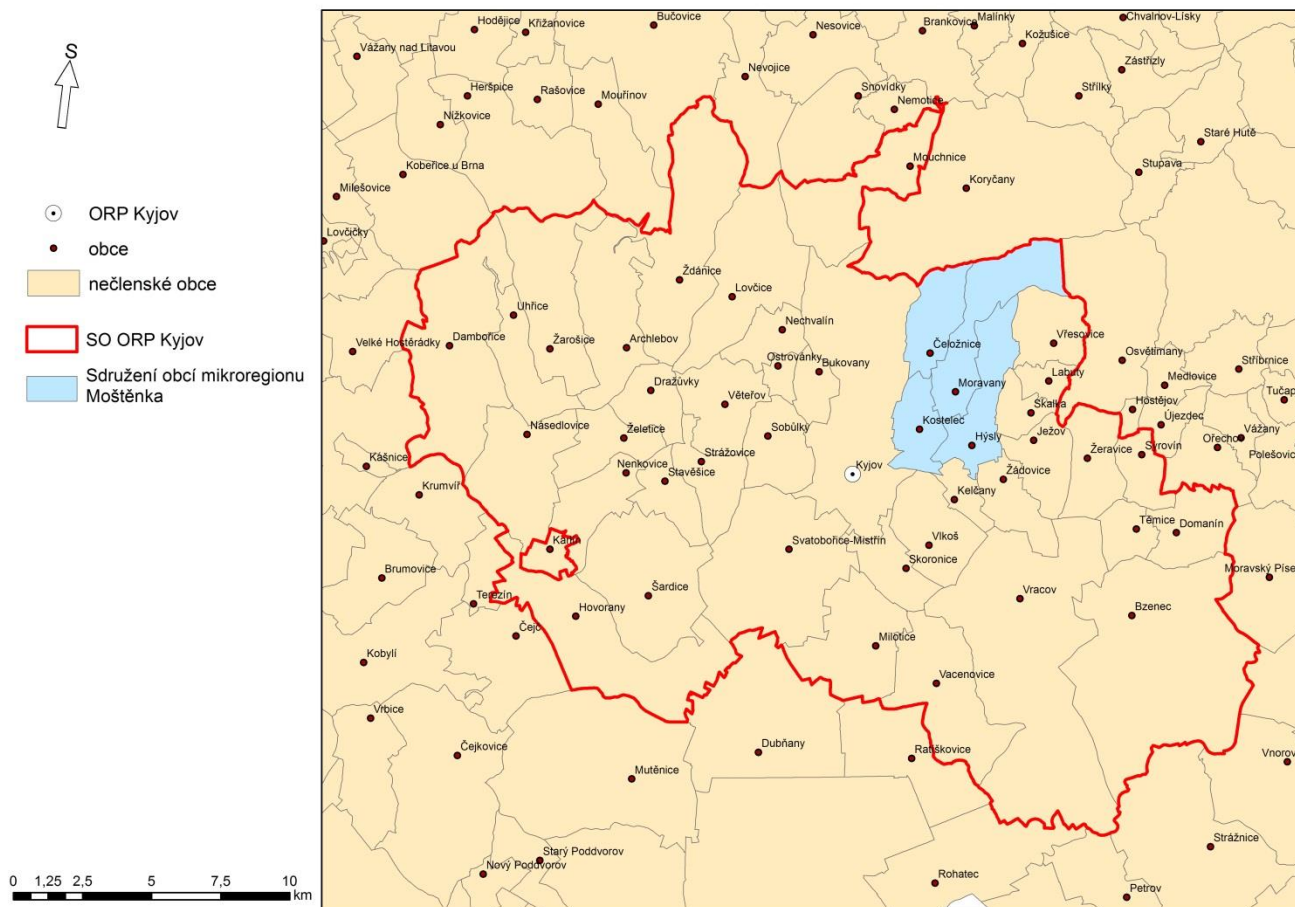 S
ORP Kyjov
obce
nečlenské obce
SO ORP Kyjov
Sdružení obcí mikroregionu
Moštěnka
0 1,25 2,5 5 7,5 10
km
Hodějice
Křižanovice
Bučovice
Nesovice
Brankovice
Malínky
Chvalnov-Lísky
Kožušice
Vážany nad Litavou
Nevojice
Zástřizly
Heršpice
Rašovice
Mouřínov
Snovídky
Nemotice
Střílky
Nížkovice
Staré Hutě
Kobeřice u Brna
Mouchnice
Koryčany
Stupava
Milešovice
Lovčičky
Ždánice
Lovčice
Uhřice
Nechvalín
Velké Hostěrádky
Dambořice
Žarošice
Archlebov
Ostrovánky
Bukovany
Čeložnice
Vřesovice
Osvětimany
Stříbrnice
Dražůvky
Věteřov
Moravany
Labuty
Medlovice
Tučap
Skalka
Hostějov
Újezdec
Násedlovice
Želetice
Sobůlky
Kostelec
Hýsly
Ježov
Žeravice
Syrovín
Ořechov
Vážany
Polešovic
Kašnice
Nenkovice
Stavěšice
Strážovice
Kyjov
Žádovice
Krumvíř
Kelčany
Těmice
Domanín
Karlín
Svatobořice-Mistřín
Vlkoš
Skoronice
Brumovice
Terezín
Hovorany
Šardice
Vracov
Bzenec
Moravský Píse
Čejč
Kobylí
Milotice
Vacenovice
Vrbice
Čejkovice
Mutěnice
Dubňany
Ratíškovice
Vnorov
Starý Poddvorov
Nový Poddvorov
Strážnice
Rohatec
Petrov